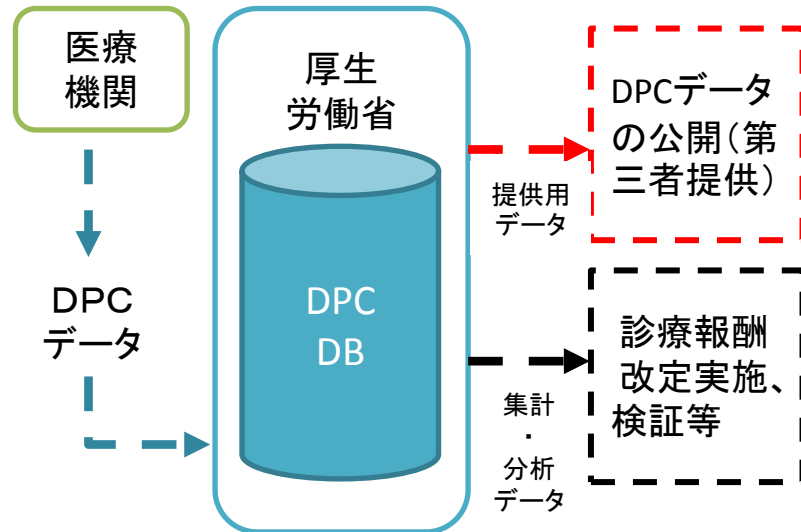 医療
機関
DPC
データ
厚生
労働省
DPC
DB
提供用
データ
集計
・
分析
データ
DPCデータ
の公開(第
三者提供)
診療報酬
改定実施、
検証等